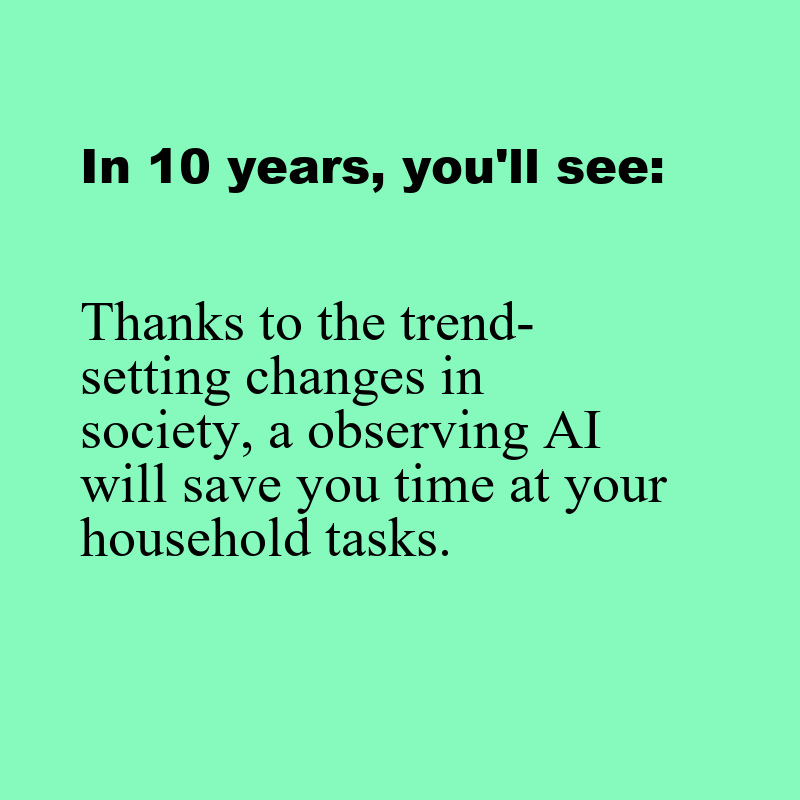 In 10 years, you'll see:
Thanks to the trend-
setting changes in
society, a observing AI
will save you time at your
household tasks.